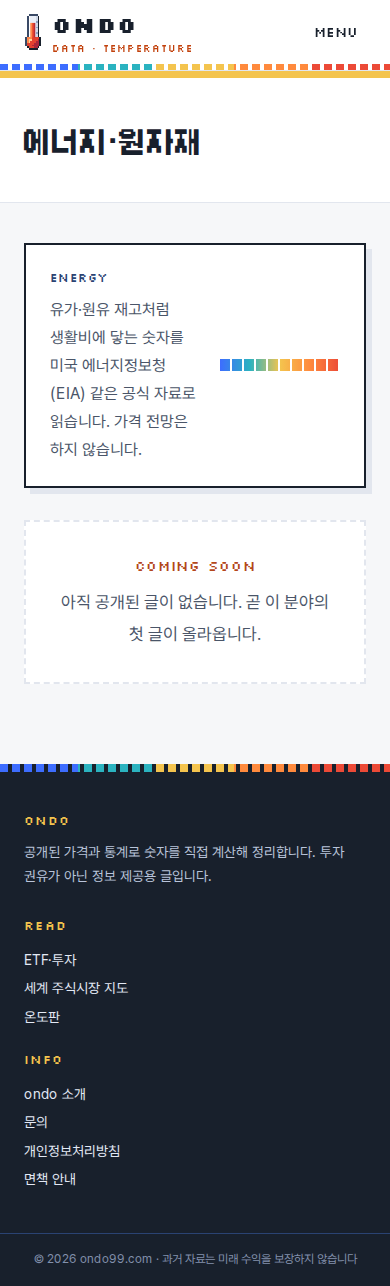 ONDO
DATA · TEMPERATURE
MENU
에너지·원자재
ENERGY
유가·원유 재고처럼
생활비에 닿는 숫자를
미국 에너지정보청
(EIA) 같은 공식 자료로
읽습니다. 가격 전망은
하지 않습니다.
COMING SOON
아직 공개된 글이 없습니다. 곧 이 분야의
첫 글이 올라옵니다.
ONDO
공개된 가격과 통계로 숫자를 직접 계산해 정리합니다. 투자
권유가 아닌 정보 제공용 글입니다.
READ
ETF·투자
세계 주식시장 지도
온도판
INFO
ondo 소개
문의
개인정보처리방침
면책 안내
© 2026 ondo99.com · 과거 자료는 미래 수익을 보장하지 않습니다